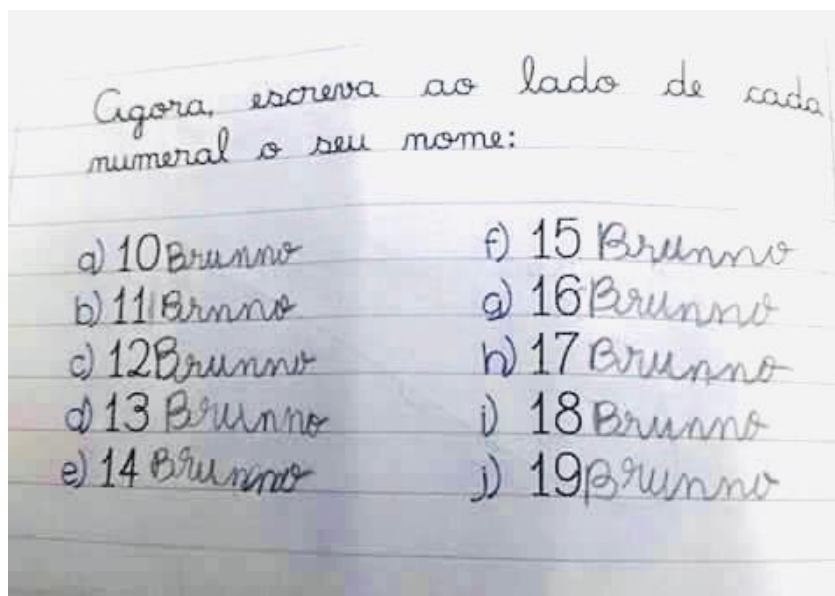 Agora, escreva ao lado de cada
numeral o seu nome:
a) 10 Brunno
b) 11 Brnno
c) 12 Brunno
d) 13 Brunno
e) 14 Brunno
f) 15 Brunno
g) 16 Brunno
h) 17 Brunno
i) 18 Brunno
j) 19 Brunno